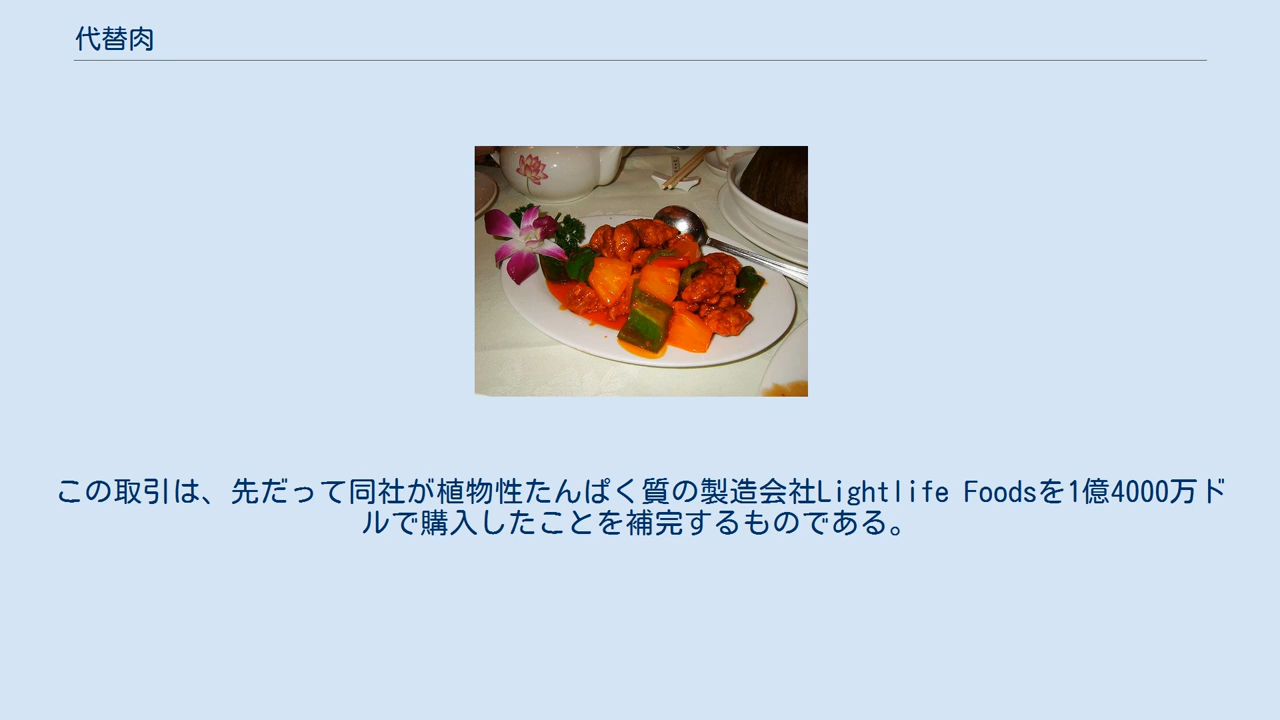 代替肉
この取引は、先だって同社が植物性たんぱく質の製造会社Lightlife Foodsを1億4000万ド
ルで購入したことを補完するものである。